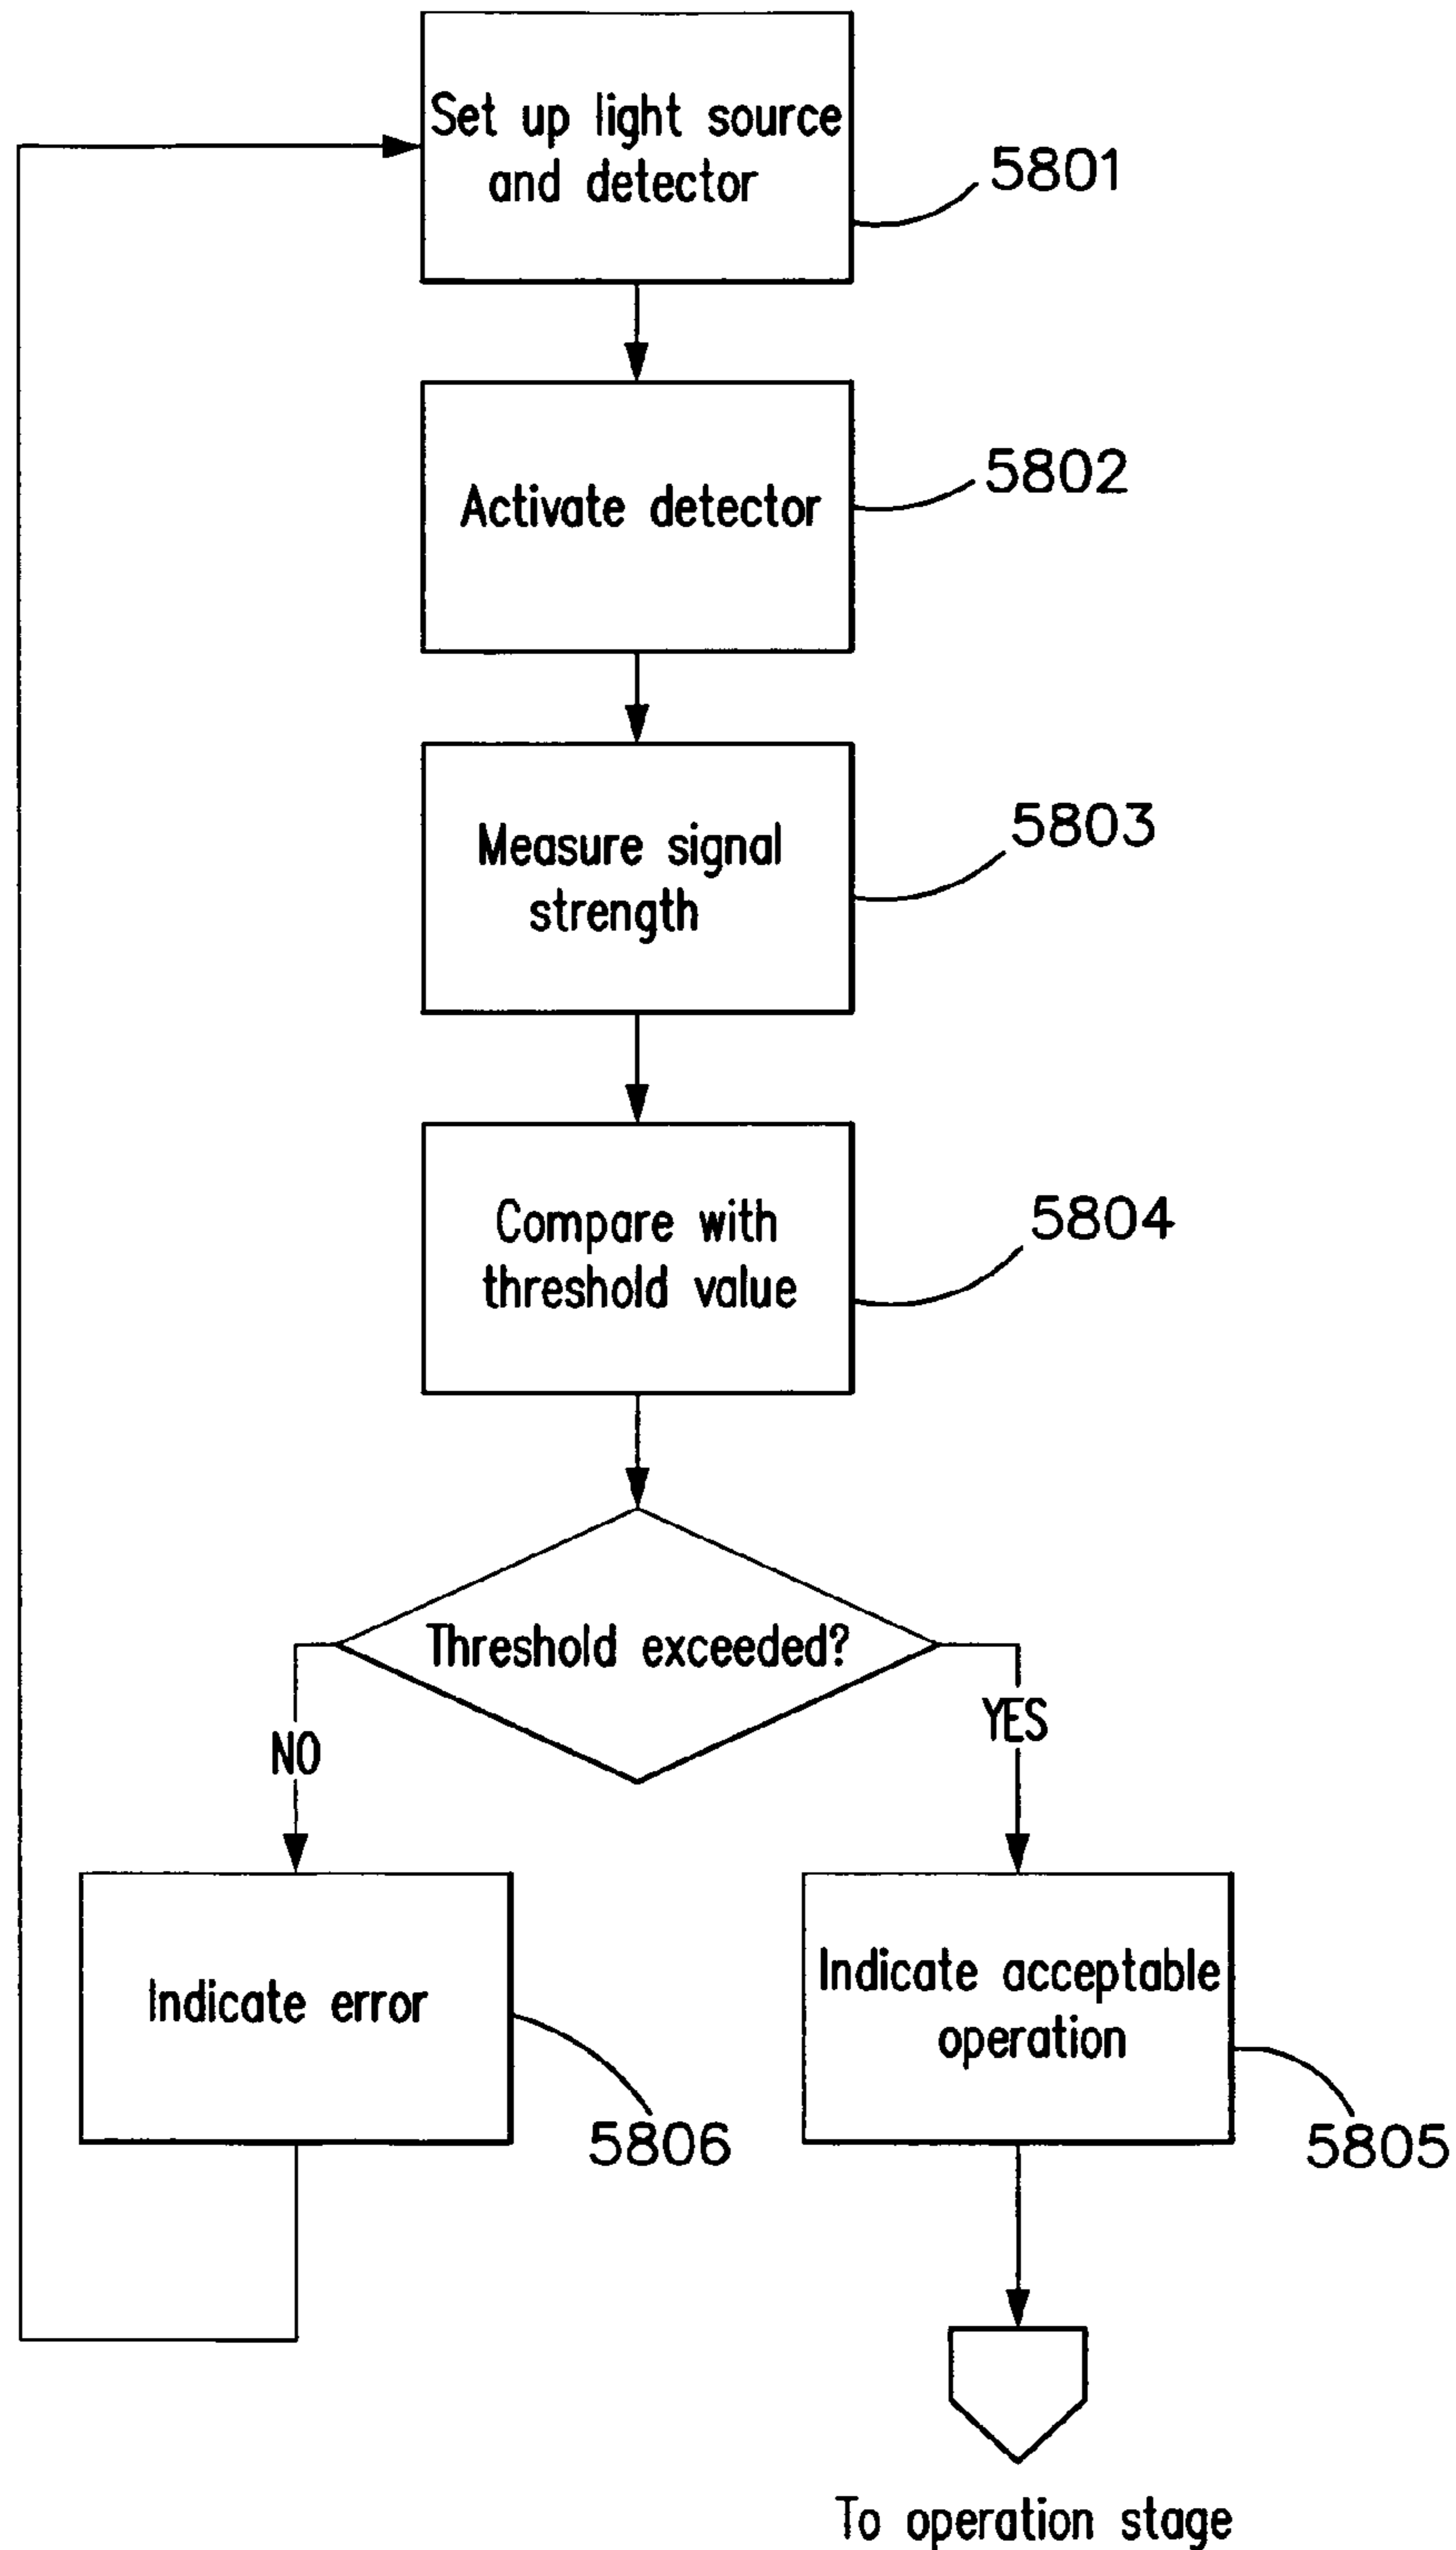 Set up light source
and detector
5801
Activate detector
5802
Measure signal
strength
5803
Compare with
threshold value
5804
Threshold exceeded?
NO
YES
Indicate error
5806
Indicate acceptable
operation
5805
To operation stage